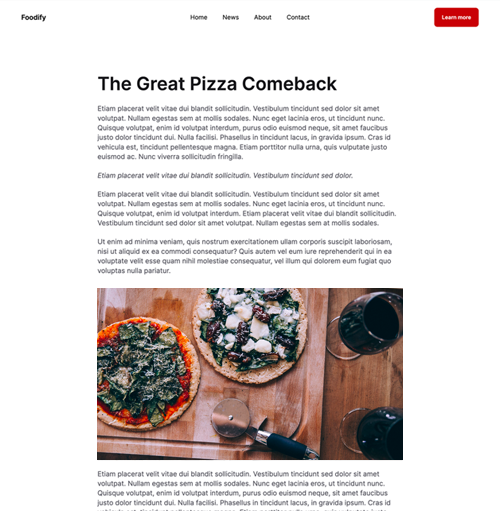 Foodify
Home
News
About
Contact
Learn more
The Great Pizza Comeback
Etiam placerat velit vitae dui blandit sollicitudin. Vestibulum tincidunt sed dolor sit amet
volutpat. Nullam egestas sem at mollis sodales. Nunc eget lacinia eros, ut tincidunt nunc.
Quisque volutpat, enim id volutpat interdum, purus odio euismod neque, sit amet faucibus
justo dolor tincidunt dui. Nulla facilisi. Phasellus in tincidunt lacus, in gravida ipsum. Cras id
vehicula est, tincidunt pellentesque magna. Etiam porttitor nulla urna, quis vulputate justo
euismod ac. Nunc viverra sollicitudin fringilla.
Etiam placerat velit vitae dui blandit sollicitudin. Vestibulum tincidunt sed dolor.
Etiam placerat velit vitae dui blandit sollicitudin. Vestibulum tincidunt sed dolor sit amet
volutpat. Nullam egestas sem at mollis sodales. Nunc eget lacinia eros, ut tincidunt nunc.
Quisque volutpat, enim id volutpat interdum. Etiam placerat velit vitae dui blandit sollicitudin.
Vestibulum tincidunt sed dolor sit amet volutpat. Nullam egestas sem at mollis sodales.
Ut enim ad minima veniam, quis nostrum exercitationem ullam corporis suscipit laboriosam,
nisi ut aliquid ex ea commodi consequatur? Quis autem vel eum iure reprehenderit qui in ea
voluptate velit esse quam nihil molestiae consequatur, vel illum qui dolorem eum fugiat quo
voluptas nulla pariatur.
Etiam placerat velit vitae dui blandit sollicitudin. Vestibulum tincidunt sed dolor sit amet
volutpat. Nullam egestas sem at mollis sodales. Nunc eget lacinia eros, ut tincidunt nunc.
Quisque volutpat, enim id volutpat interdum, purus odio euismod neque, sit amet faucibus
justo dolor tincidunt dui. Nulla facilisi. Phasellus in tincidunt lacus, in gravida ipsum. Cras id